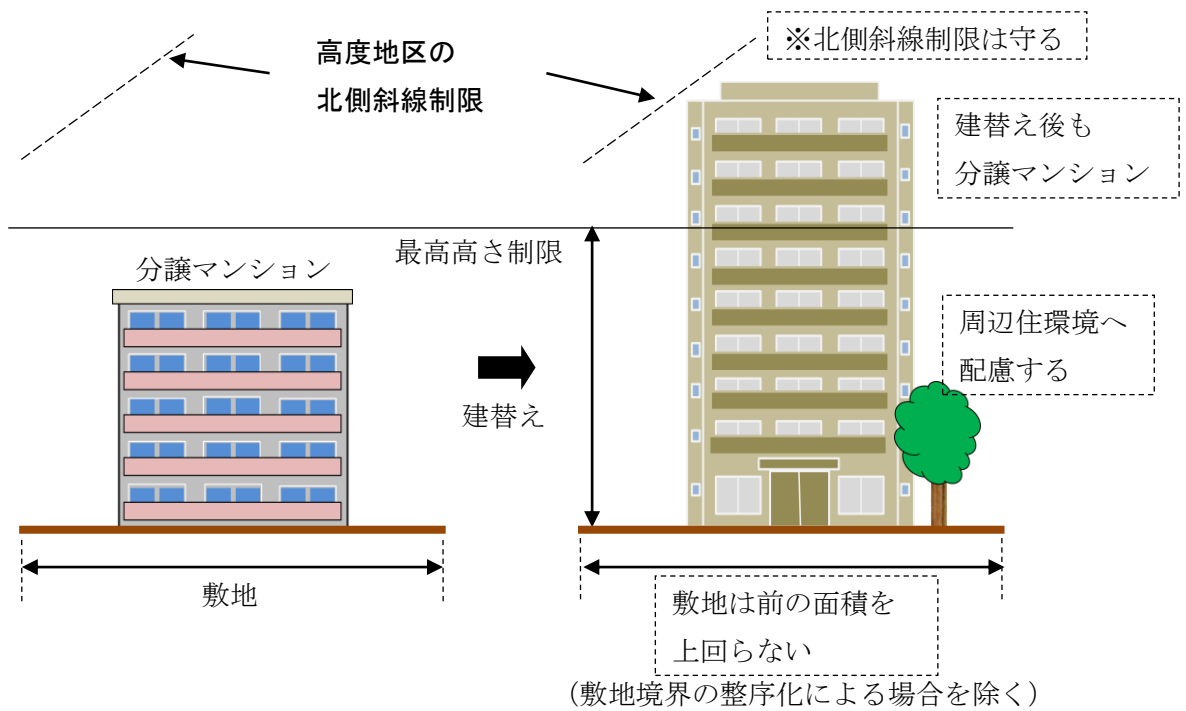 高度地区の
北側斜線制限
※北側斜線制限は守る
建替え後も
分譲マンション
最高高さ制限
分譲マンション
周辺住環境へ
配慮する
建替え
敷地
敷地は前の面積を
上回らない
(敷地境界の整序化による場合を除く)